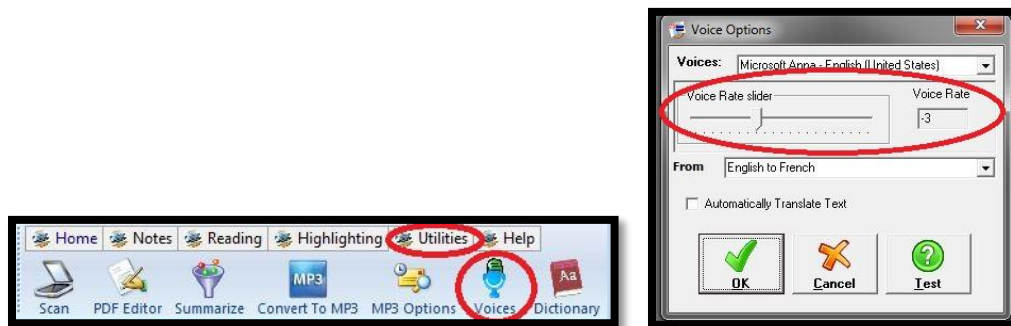 Home Notes Reading Highlighting Utilities Help
MP3
Aa
Scan PDF Editor Summarize Convert To MP3 MP3 Options Voices Dictionary
Voice Options
Voices: Microsoft Anna - English (United States)
Voice Rate slider Voice Rate
-3
From English to French
Automatically Translate Text
OK Cancel Test